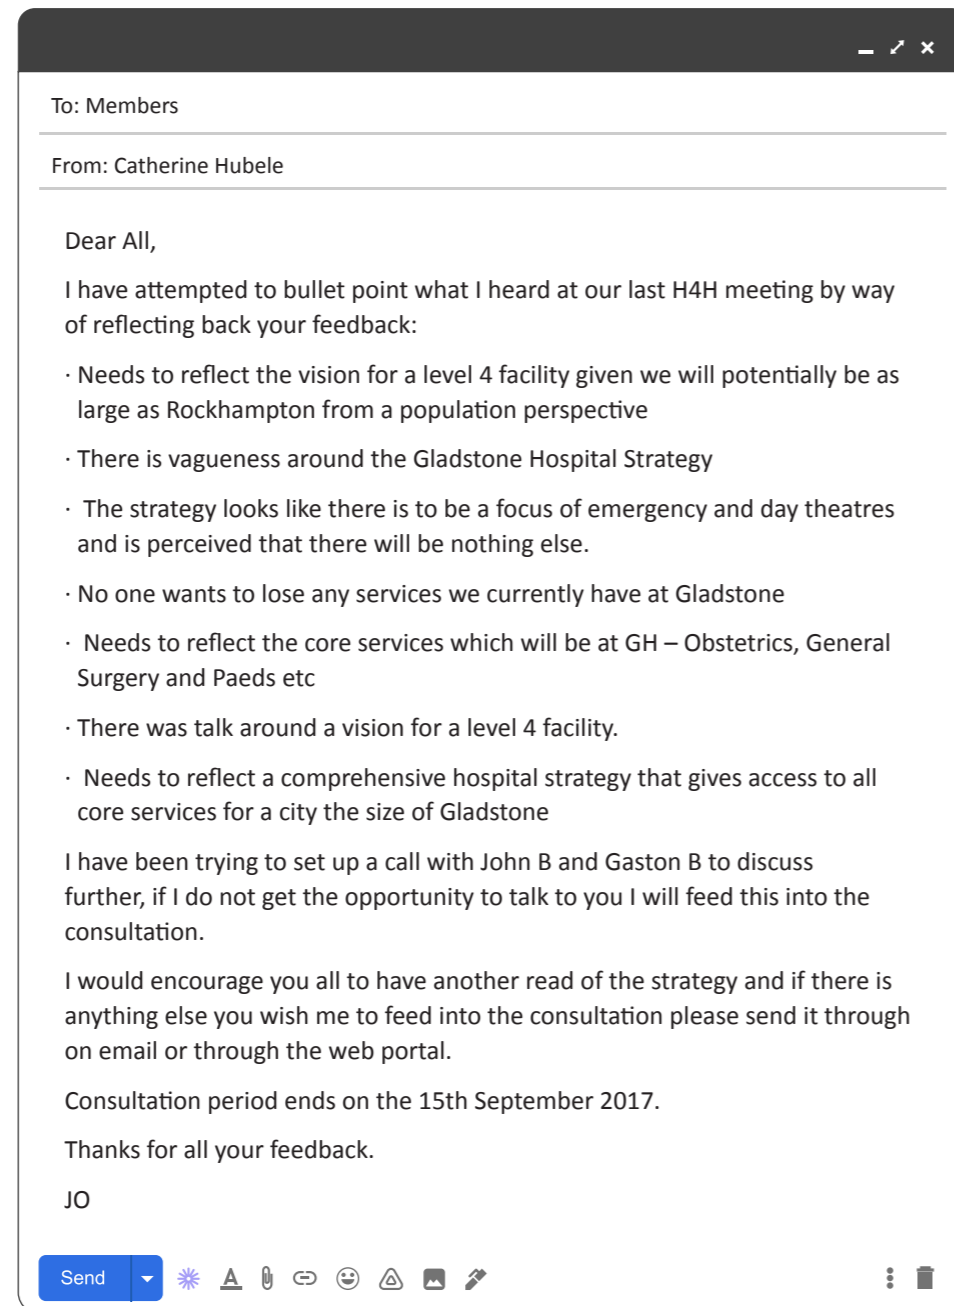 To: Members
From: Catherine Hubele
Dear All,
I have attempted to bullet point what I heard at our last H4H meeting by way
of reflecting back your feedback:
· Needs to reflect the vision for a level 4 facility given we will potentially be as
large as Rockhampton from a population perspective
· There is vagueness around the Gladstone Hospital Strategy
· The strategy looks like there is to be a focus of emergency and day theatres
and is perceived that there will be nothing else.
· No one wants to lose any services we currently have at Gladstone
· Needs to reflect the core services which will be at GH – Obstetrics, General
Surgery and Paeds etc
· There was talk around a vision for a level 4 facility.
· Needs to reflect a comprehensive hospital strategy that gives access to all
core services for a city the size of Gladstone
I have been trying to set up a call with John B and Gaston B to discuss
further, if I do not get the opportunity to talk to you I will feed this into the
consultation.
I would encourage you all to have another read of the strategy and if there is
anything else you wish me to feed into the consultation please send it through
on email or through the web portal.
Consultation period ends on the 15th September 2017.
Thanks for all your feedback.
JO
Send